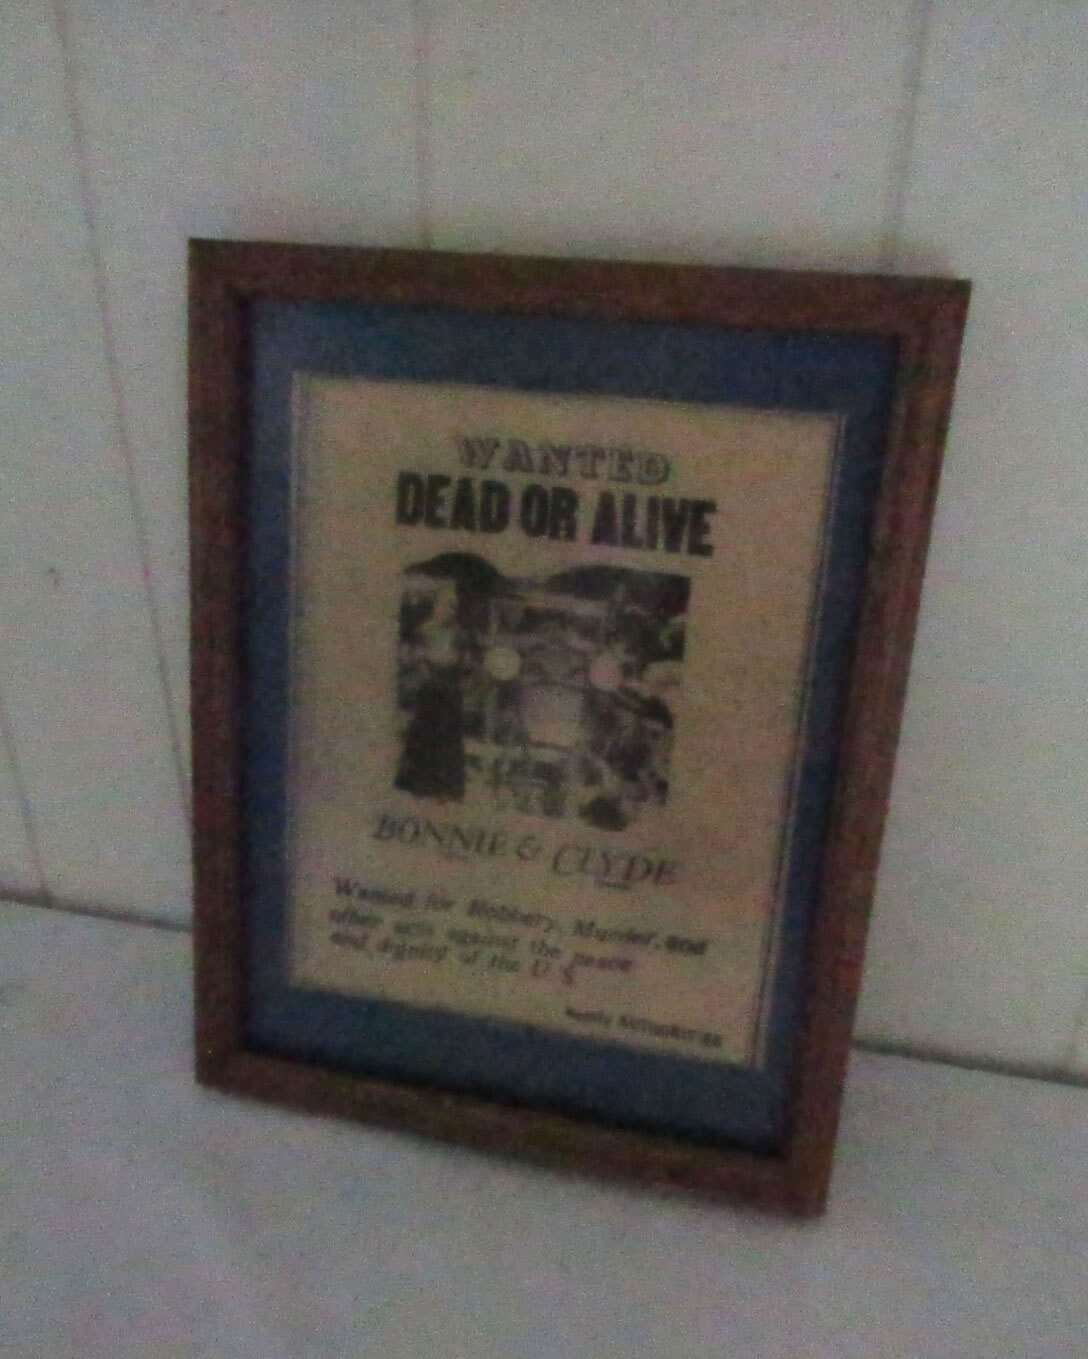 WANTED
DEAD OR ALIVE
BONNIE & CLYDE
Wanted for Robbery, Murder, and
other acts against the peace
and dignity of the U.S.
AUTHORITIES